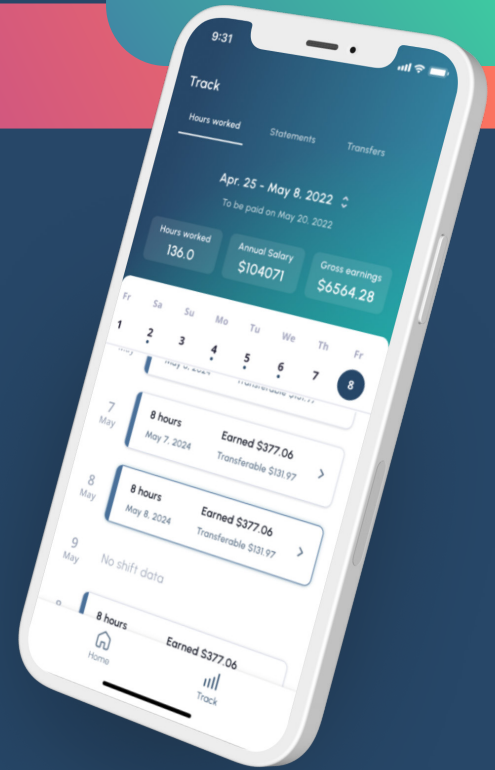 9:31
Track
Hours worked Statements Transfers
Apr. 25 - May 8, 2022
To be paid on May 20, 2022
Hours worked Annual Salary Gross earnings
136.0 $104071 $6564.28
Fr Sa Su Mo Tu We Th Fr
1 2 3 4 5 6 7 8
7
May
8 hours Earned $377.06
May 7, 2024 Transferable $131.97
8
May
8 hours Earned $377.06
May 8, 2024 Transferable $131.97
9
May
No shift data
8 hours Earned $377.06
Home Track